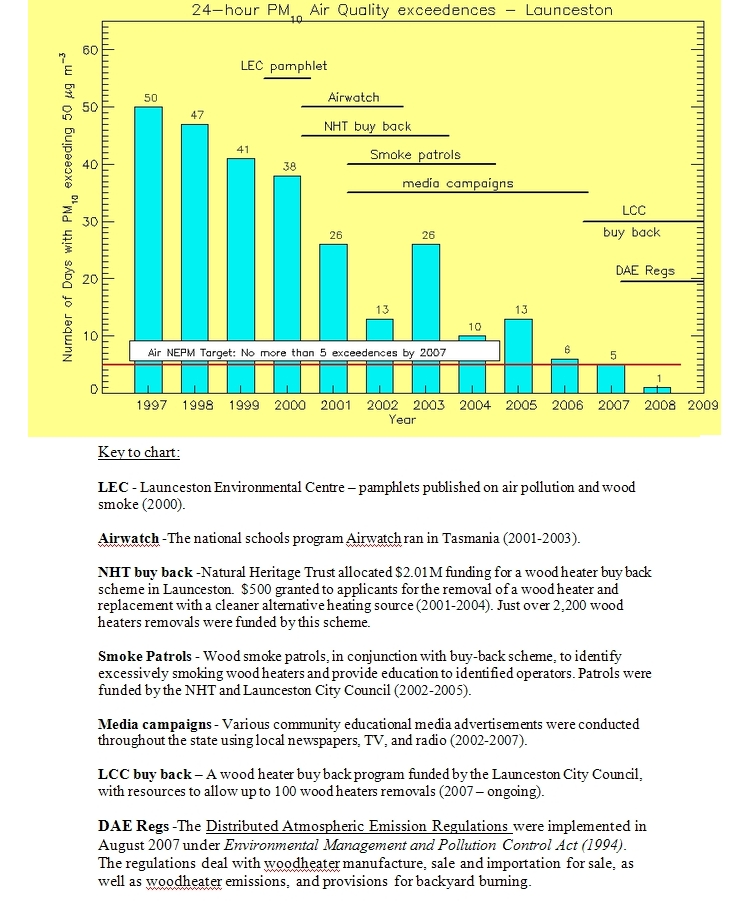 24-hour PM10 Air Quality exceedences - Launceston
Number of Days with PM10 exceeding 50 μg m-3
60
50
40
30
20
10
0
LEC pamphlet
Airwatch
NHT buy back
Smoke patrols
media campaigns
LCC
buy back
DAE Regs
50
47
41
38
26
13
26
10
13
6
5
1
Air NEPM Target: No more than 5 exceedences by 2007
1997 1998 1999 2000 2001 2002 2003 2004 2005 2006 2007 2008 2009
Year
Key to chart:
LEC - Launceston Environmental Centre – pamphlets published on air pollution and wood
smoke (2000).
Airwatch -The national schools program Airwatch ran in Tasmania (2001-2003).
NHT buy back -Natural Heritage Trust allocated $2.01M funding for a wood heater buy back
scheme in Launceston. $500 granted to applicants for the removal of a wood heater and
replacement with a cleaner alternative heating source (2001-2004). Just over 2,200 wood
heaters removals were funded by this scheme.
Smoke Patrols - Wood smoke patrols, in conjunction with buy-back scheme, to identify
excessively smoking wood heaters and provide education to identified operators. Patrols were
funded by the NHT and Launceston City Council (2002-2005).
Media campaigns - Various community educational media advertisements were conducted
throughout the state using local newspapers, TV, and radio (2002-2007).
LCC buy back – A wood heater buy back program funded by the Launceston City Council,
with resources to allow up to 100 wood heaters removals (2007 – ongoing).
DAE Regs -The Distributed Atmospheric Emission Regulations were implemented in
August 2007 under Environmental Management and Pollution Control Act (1994).
The regulations deal with woodheater manufacture, sale and importation for sale, as
well as woodheater emissions, and provisions for backyard burning.